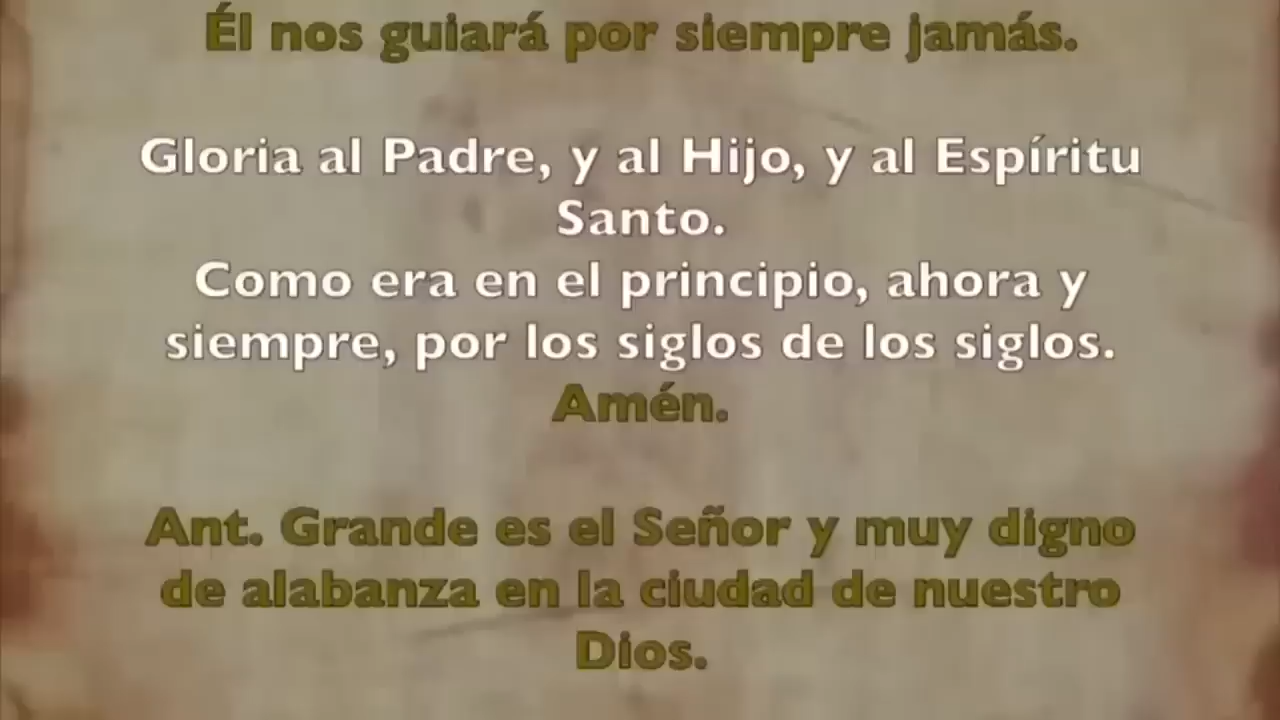 Él nos guiará por siempre jamás.
Gloria al Padre, y al Hijo, y al Espíritu
Santo.
Como era en el principio, ahora y
siempre, por los siglos de los siglos.
Amén.
Ant. Grande es el Señor y muy digno
de alabanza en la ciudad de nuestro
Dios.